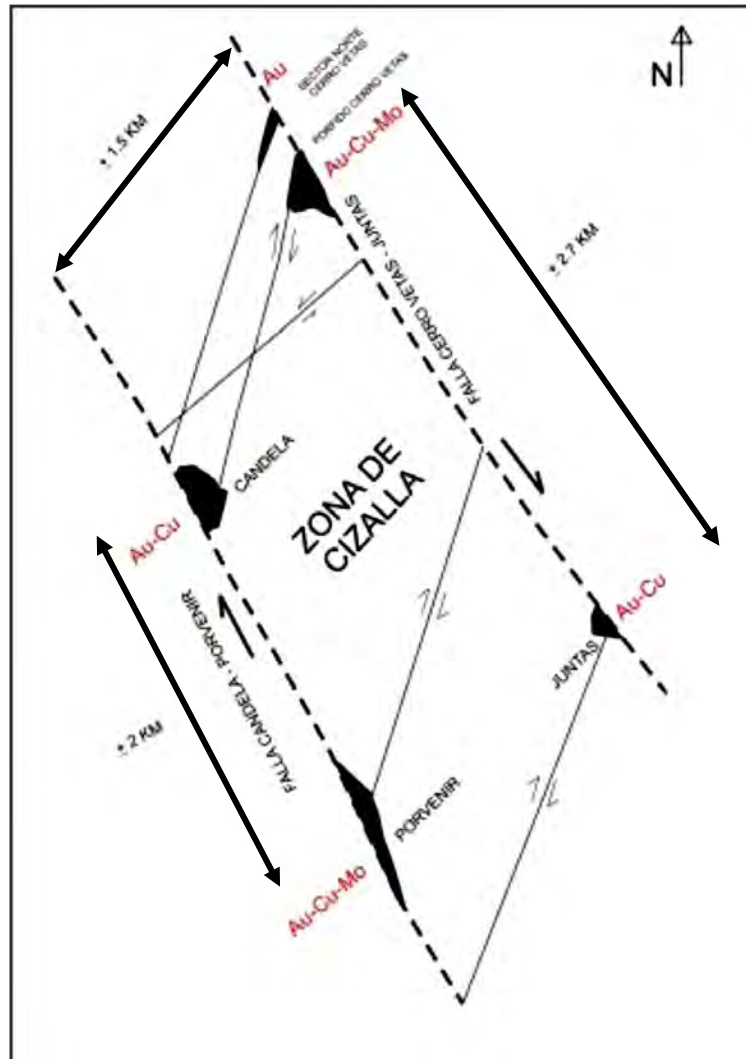 N
Au
SECTOR NORTE
CERRO VETAS
PORFIDO CERRO VETAS
Au-Cu-Mo
± 1.5 KM
± 2.7 KM
FALLA CERRO VETAS - JUNTAS
CANDELA
ZONA DE
CIZALLA
Au-Cu
FALLA CANDELA - PORVENIR
± 2 KM
Au-Cu
JUNTAS
PORVENIR
Au-Cu-Mo